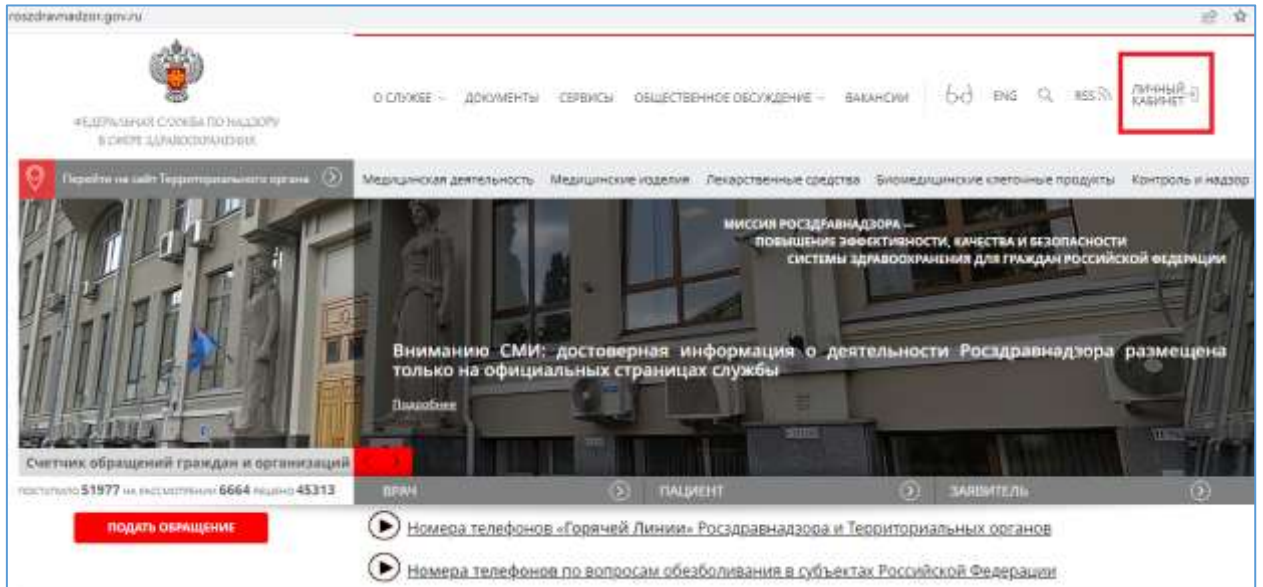 roszdravnadzor.gov.ru
О СЛУЖБЕ
ДОКУМЕНТЫ
СЕРВИСЫ
ОБЩЕСТВЕННОЕ ОБСУЖДЕНИЕ
ВАКАНСИИ
ENG
RSS
ЛИЧНЫЙ
КАБИНЕТ
ФЕДЕРАЛЬНАЯ СЛУЖБА ПО НАДЗОРУ
В СФЕРЕ ЗДРАВООХРАНЕНИЯ
Перейти на сайт Территориального органа
Медицинская деятельность
Медицинские изделия
Лекарственные средства
Биомедицинские клеточные продукты
Контроль и надзор
МИССИЯ РОСЗДРАВНАДЗОРА —
ПОВЫШЕНИЕ ЭФФЕКТИВНОСТИ, КАЧЕСТВА И БЕЗОПАСНОСТИ
СИСТЕМЫ ЗДРАВООХРАНЕНИЯ ДЛЯ ГРАЖДАН РОССИЙСКОЙ ФЕДЕРАЦИИ
Вниманию СМИ: достоверная информация о деятельности Росздравнадзора размещена
только на официальных страницах службы
Подробнее
Счетчик обращений граждан и организаций
ПОСТУПИЛО 51977 НА РАССМОТРЕНИИ 6664 РЕШЕНО 45313
ВРАЧ
ПАЦИЕНТ
ЗАЯВИТЕЛЬ
ПОДАТЬ ОБРАЩЕНИЕ
Номера телефонов «Горячей Линии» Росздравнадзора и Территориальных органов
Номера телефонов по вопросам обезболивания в субъектах Российской Федерации